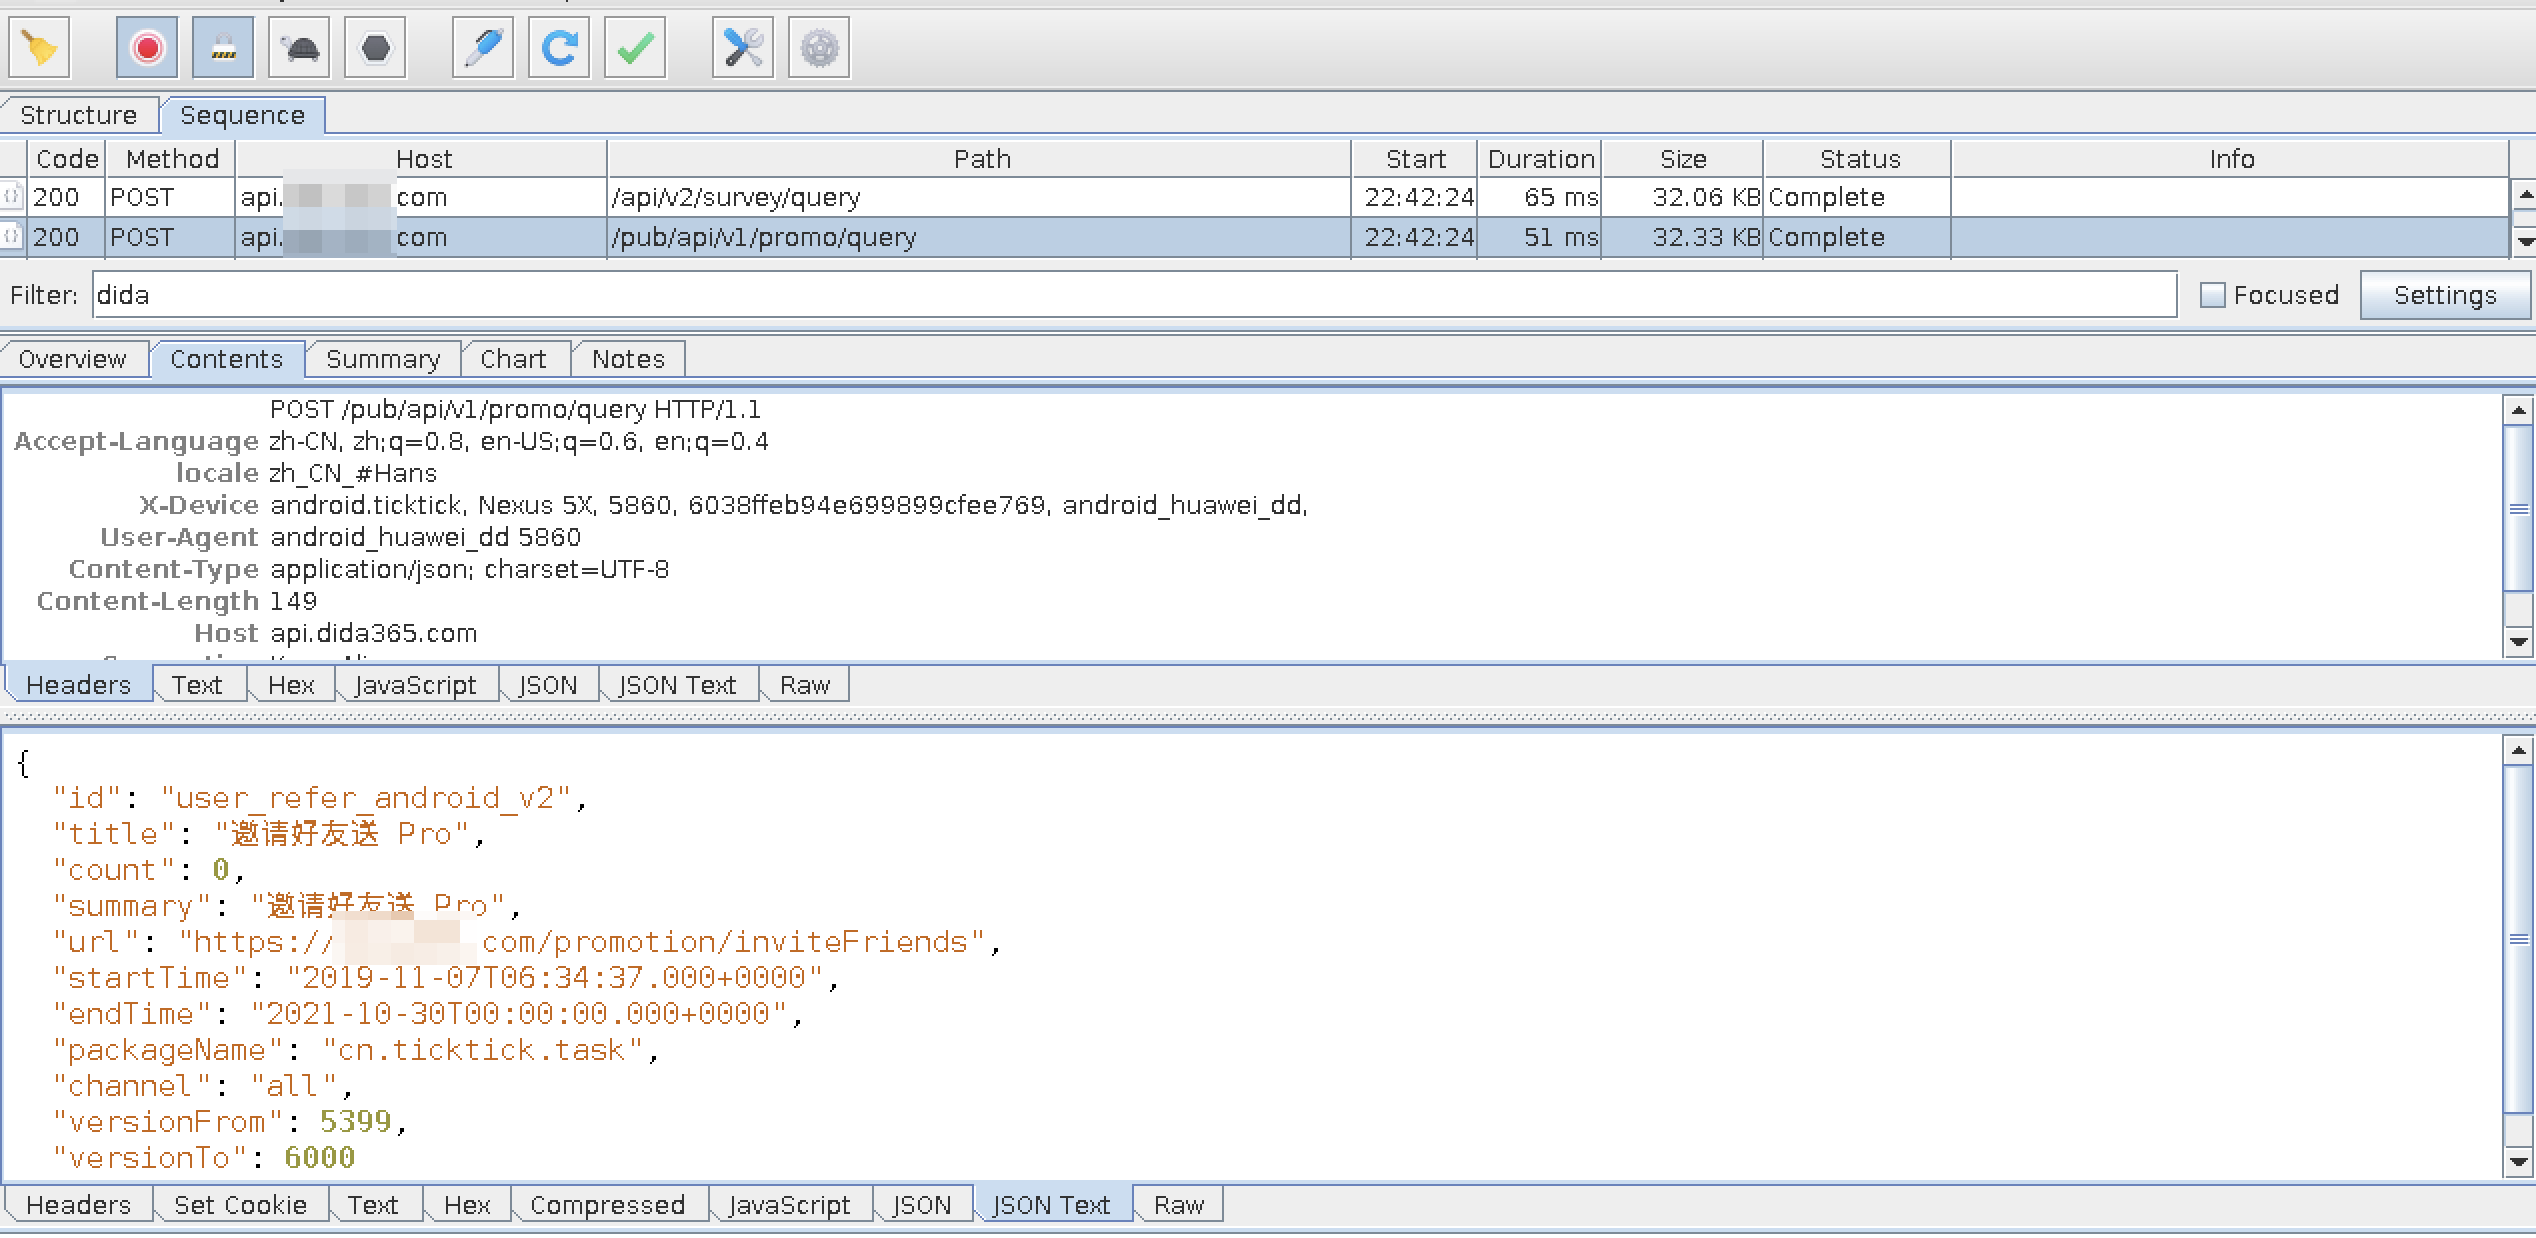 Structure Sequence
Code Method Host Path Start Duration Size Status Info
200 POST api. com /api/v2/survey/query 22:42:24 65 ms 32.06 KB Complete
200 POST api. com /pub/api/v1/promo/query 22:42:24 51 ms 32.33 KB Complete
Filter: dida Focused Settings
Overview Contents Summary Chart Notes
POST /pub/api/v1/promo/query HTTP/1.1
Accept-Language zh-CN, zh;q=0.8, en-US;q=0.6, en;q=0.4
locale zh_CN_#Hans
X-Device android.ticktick, Nexus 5X, 5860, 6038ffeb94e699899cfee769, android_huawei_dd,
User-Agent android_huawei_dd 5860
Content-Type application/json; charset=UTF-8
Content-Length 149
Host api.dida365.com
Headers Text Hex JavaScript JSON JSON Text Raw
{
"id": "user_refer_android_v2",
"title": "邀请好友送 Pro",
"count": 0,
"summary": "邀请好友送 Pro",
"url": "https:// com/promotion/inviteFriends",
"startTime": "2019-11-07T06:34:37.000+0000",
"endTime": "2021-10-30T00:00:00.000+0000",
"packageName": "cn.ticktick.task",
"channel": "all",
"versionFrom": 5399,
"versionTo": 6000
Headers Set Cookie Text Hex Compressed JavaScript JSON JSON Text Raw